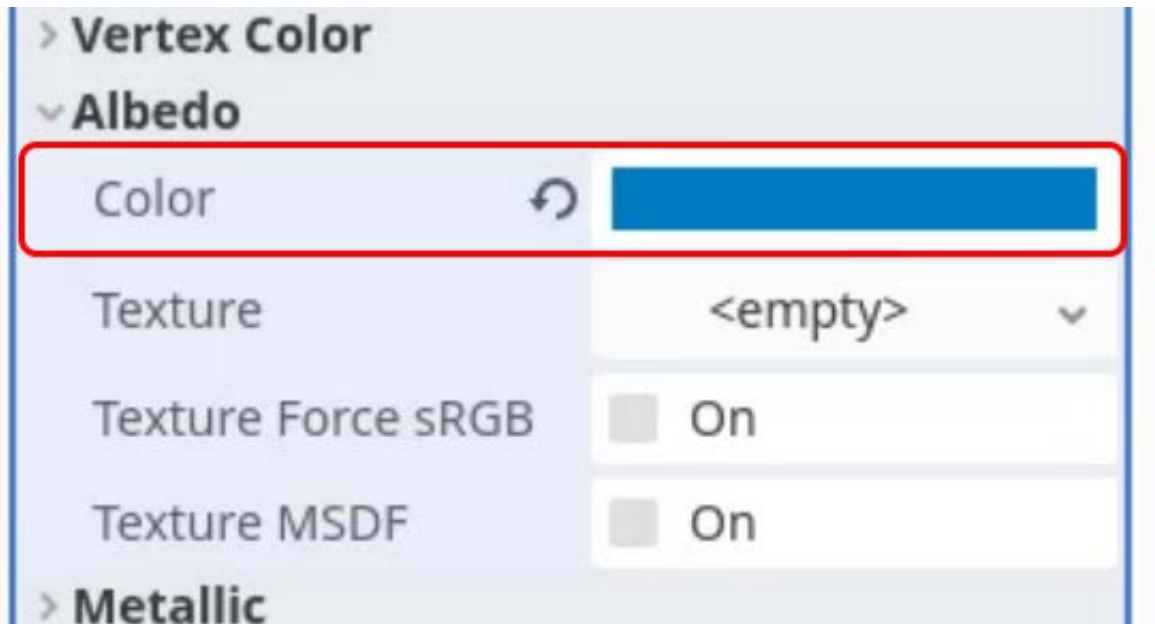 Vertex Color
Albedo
Color
Texture <empty>
Texture Force sRGB On
Texture MSDF On
Metallic